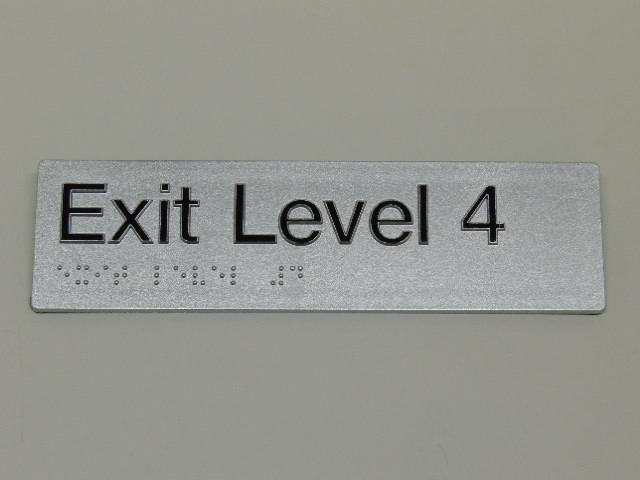 Exit Level 4
⠑⠭⠊⠞ ⠇⠑⠧⠑⠇ ⠼⠙